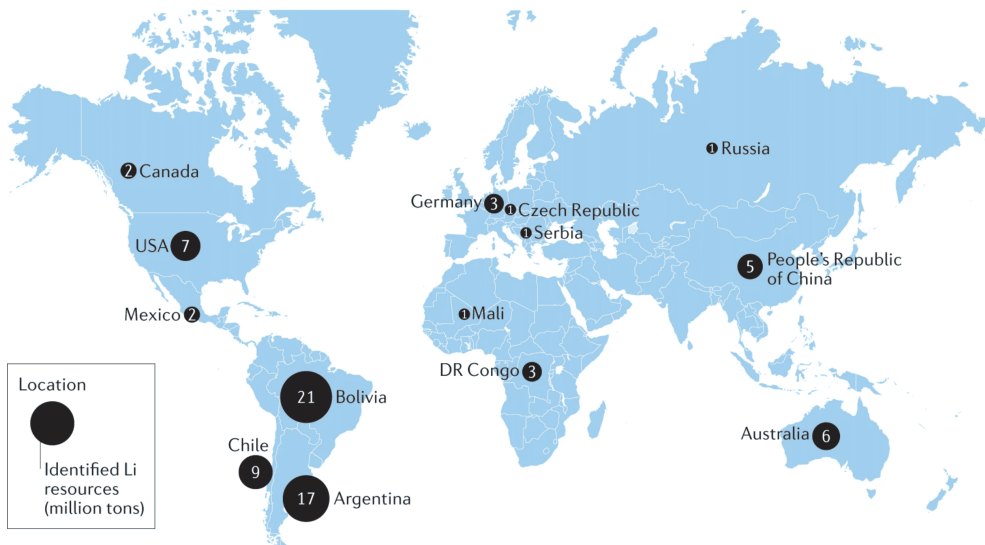 1 Russia
2 Canada
Germany 3
1 Czech Republic
1 Serbia
USA 7
5 People's Republic
of China
Mexico 2
1 Mali
DR Congo 3
Location
21 Bolivia
Australia 6
Chile
9
Identified Li
resources
(million tons)
17 Argentina